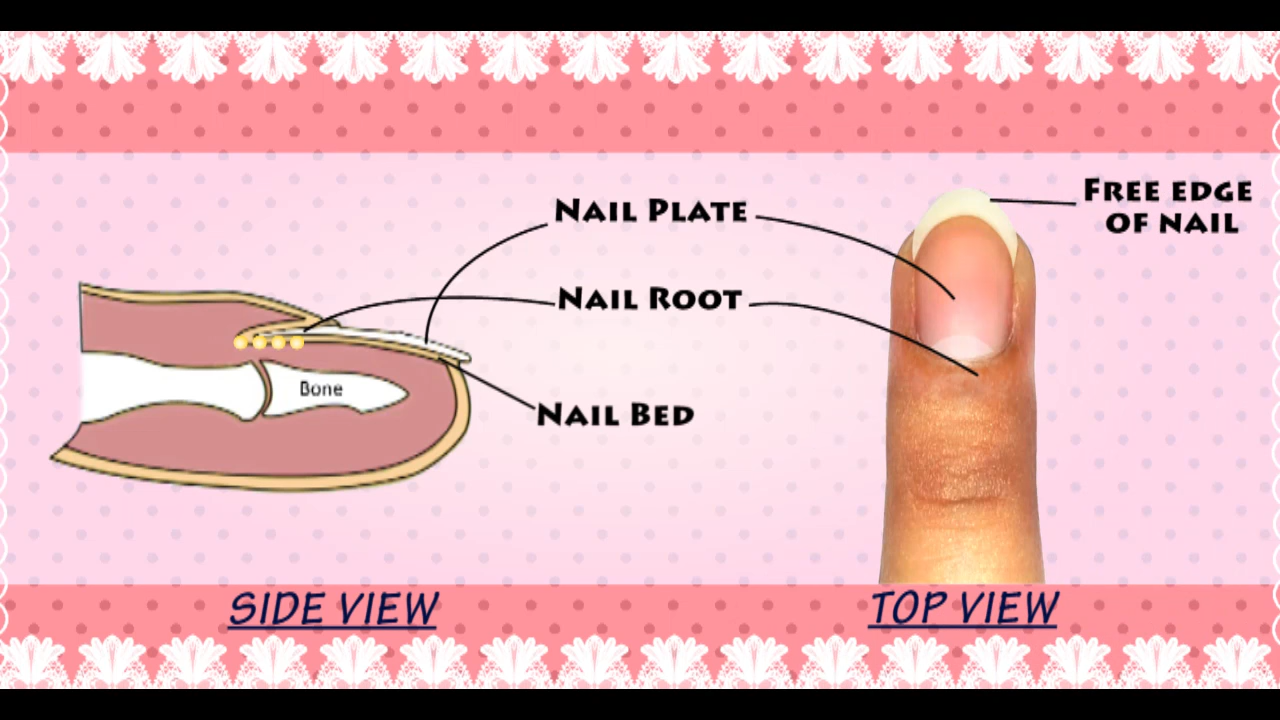 Nail Plate
Free edge
of nail
Nail Root
Bone
Nail Bed
SIDE VIEW
TOP VIEW